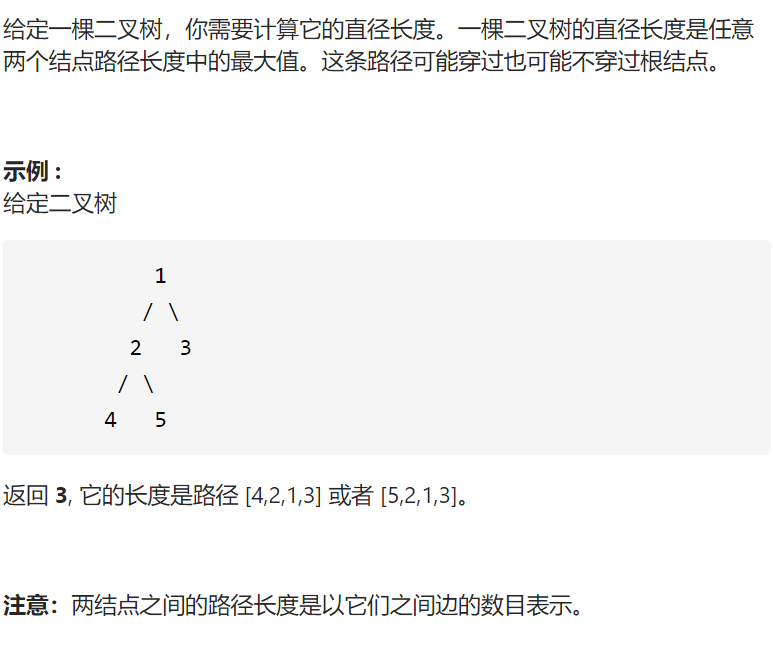 给定一棵二叉树，你需要计算它的直径长度。一棵二叉树的直径长度是任意
两个结点路径长度中的最大值。这条路径可能穿过也可能不穿过根结点。
示例 :
给定二叉树
1
/ \
2 3
/ \
4 5
返回 3, 它的长度是路径 [4,2,1,3] 或者 [5,2,1,3]。
注意：两结点之间的路径长度是以它们之间边的数目表示。